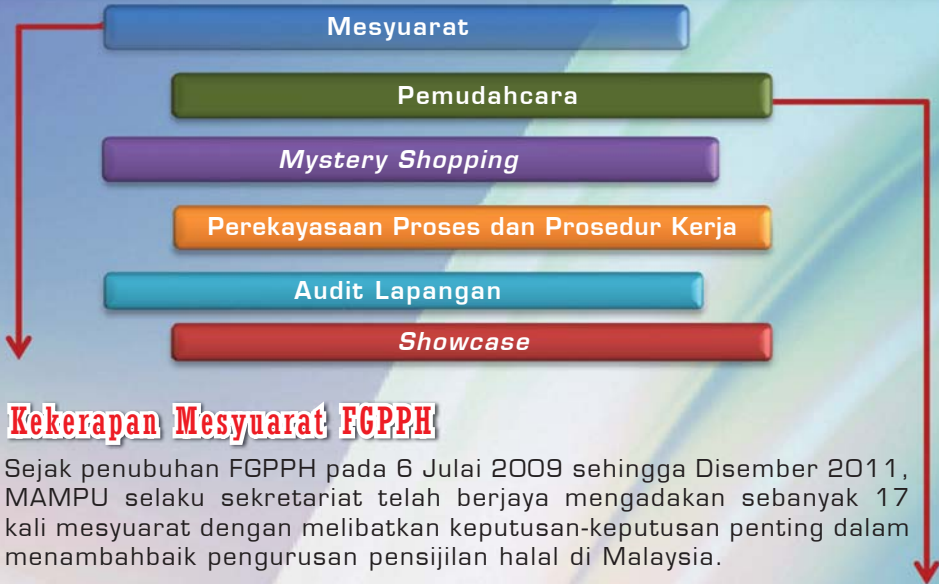 Mesyuarat
Pemudahcara
Mystery Shopping
Perekayasaan Proses dan Prosedur Kerja
Audit Lapangan
Showcase
Kekerapan Mesyuarat FGPPH
Sejak penubuhan FGPPH pada 6 Julai 2009 sehingga Disember 2011,
MAMPU selaku sekretariat telah berjaya mengadakan sebanyak 17
kali mesyuarat dengan melibatkan keputusan-keputusan penting dalam
menambahbaik pengurusan pensijilan halal di Malaysia.